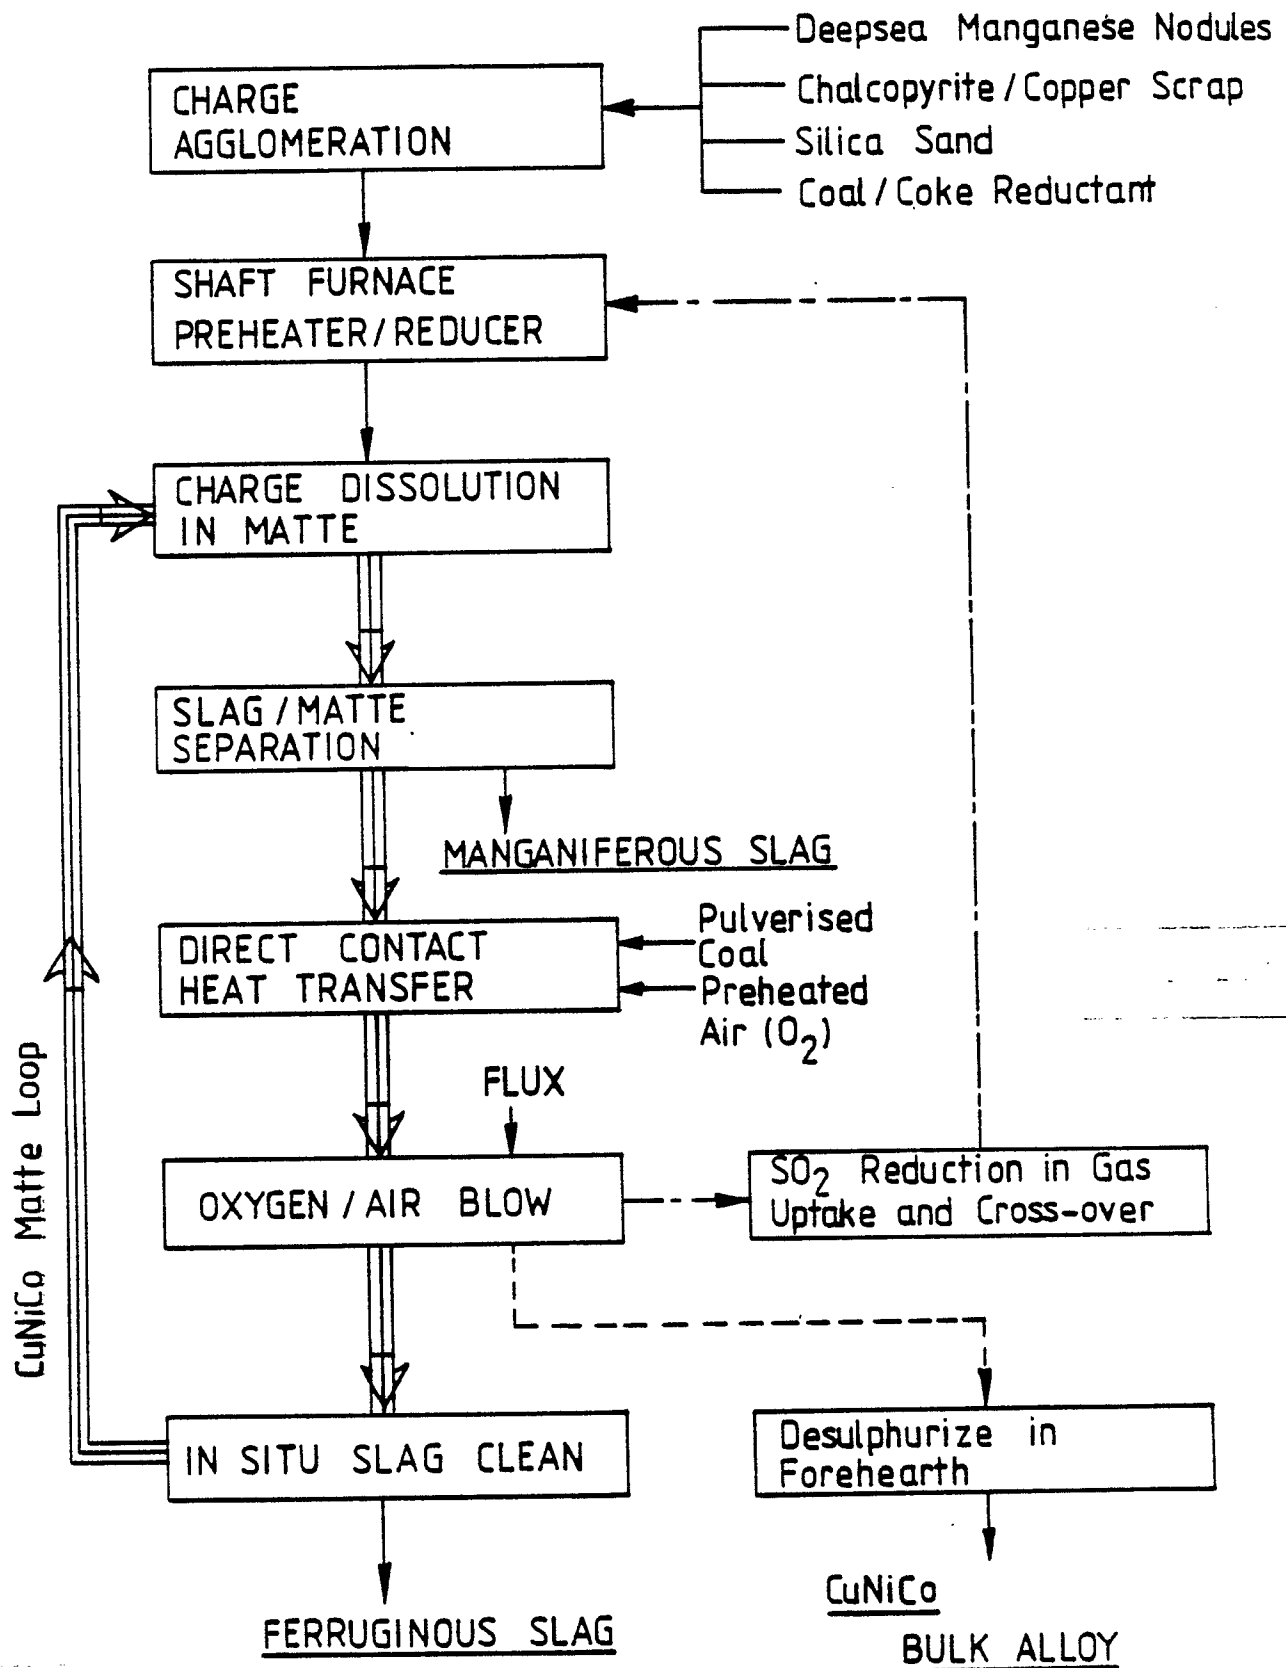 Deepsea Manganese Nodules
Chalcopyrite/Copper Scrap
Silica Sand
Coal/Coke Reductant
CHARGE
AGGLOMERATION
SHAFT FURNACE
PREHEATER/REDUCER
CHARGE DISSOLUTION
IN MATTE
SLAG/MATTE
SEPARATION
MANGANIFEROUS SLAG
DIRECT CONTACT
HEAT TRANSFER
Pulverised
Coal
Preheated
Air (O₂)
FLUX
OXYGEN/AIR BLOW
SO₂ Reduction in Gas
Uptake and Cross-over
CuNiCo Matte Loop
IN SITU SLAG CLEAN
Desulphurize in
Forehearth
FERRUGINOUS SLAG
CuNiCo
BULK ALLOY